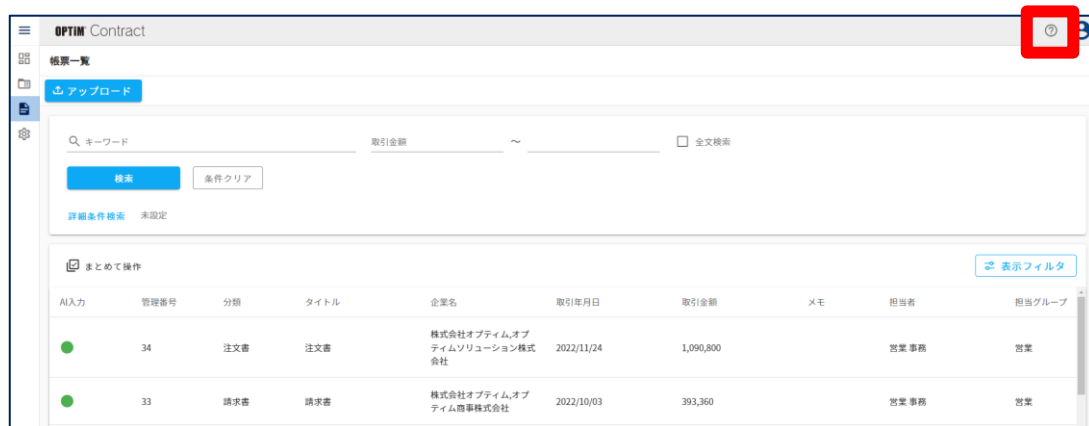 OPTiM Contract
帳票一覧
アップロード
キーワード 取引金額 ～ 全文検索
検索 条件クリア
詳細条件検索 未設定
まとめて操作 表示フィルタ
AI入力 管理番号 分類 タイトル 企業名 取引年月日 取引金額 メモ 担当者 担当グループ
株式会社オプティム,オプ
34 注文書 注文書 ティムソリューション株式 2022/11/24 1,090,800 営業 事務 営業
会社
株式会社オプティム,オプ
33 請求書 請求書 ティム商事株式会社 2022/10/03 393,360 営業 事務 営業